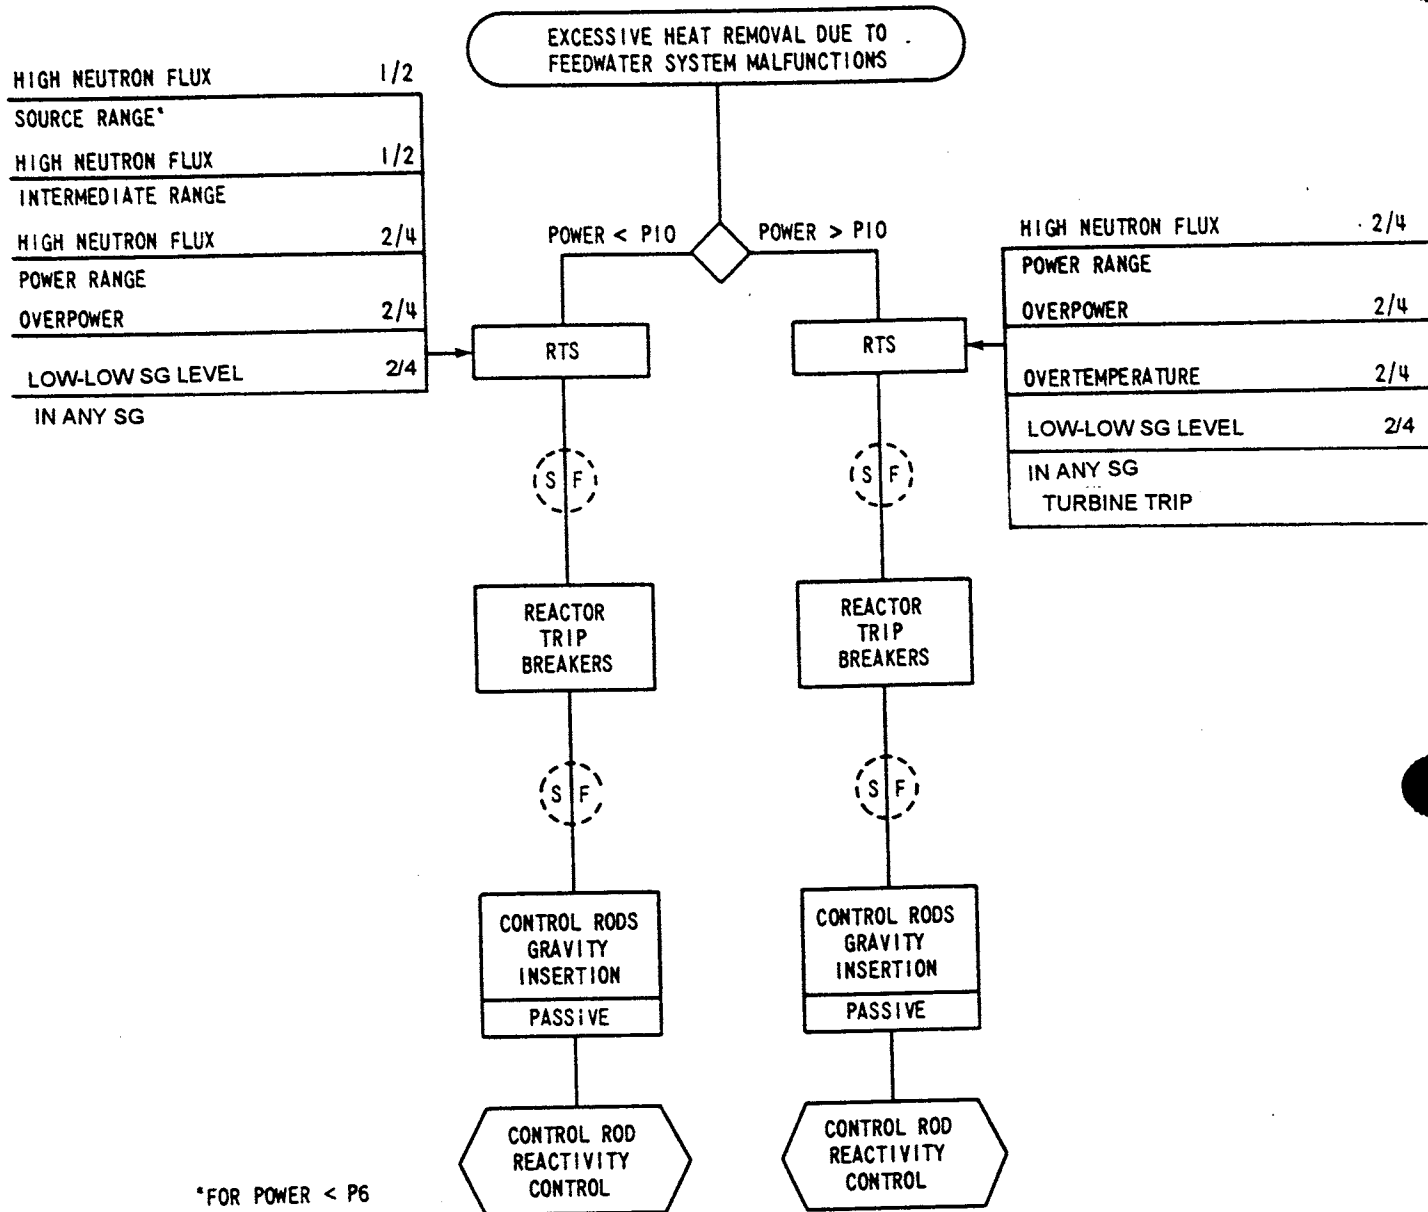 EXCESSIVE HEAT REMOVAL DUE TO
FEEDWATER SYSTEM MALFUNCTIONS
HIGH NEUTRON FLUX 1/2
SOURCE RANGE*
HIGH NEUTRON FLUX 1/2
INTERMEDIATE RANGE
HIGH NEUTRON FLUX 2/4
POWER RANGE
OVERPOWER 2/4
LOW-LOW SG LEVEL 2/4
IN ANY SG
POWER < P10
POWER > P10
HIGH NEUTRON FLUX 2/4
POWER RANGE
OVERPOWER 2/4
OVERTEMPERATURE 2/4
LOW-LOW SG LEVEL 2/4
IN ANY SG
TURBINE TRIP
RTS
RTS
S F
S F
REACTOR
TRIP
BREAKERS
REACTOR
TRIP
BREAKERS
S F
S F
CONTROL RODS
GRAVITY
INSERTION
PASSIVE
CONTROL RODS
GRAVITY
INSERTION
PASSIVE
CONTROL ROD
REACTIVITY
CONTROL
CONTROL ROD
REACTIVITY
CONTROL
*FOR POWER < P6